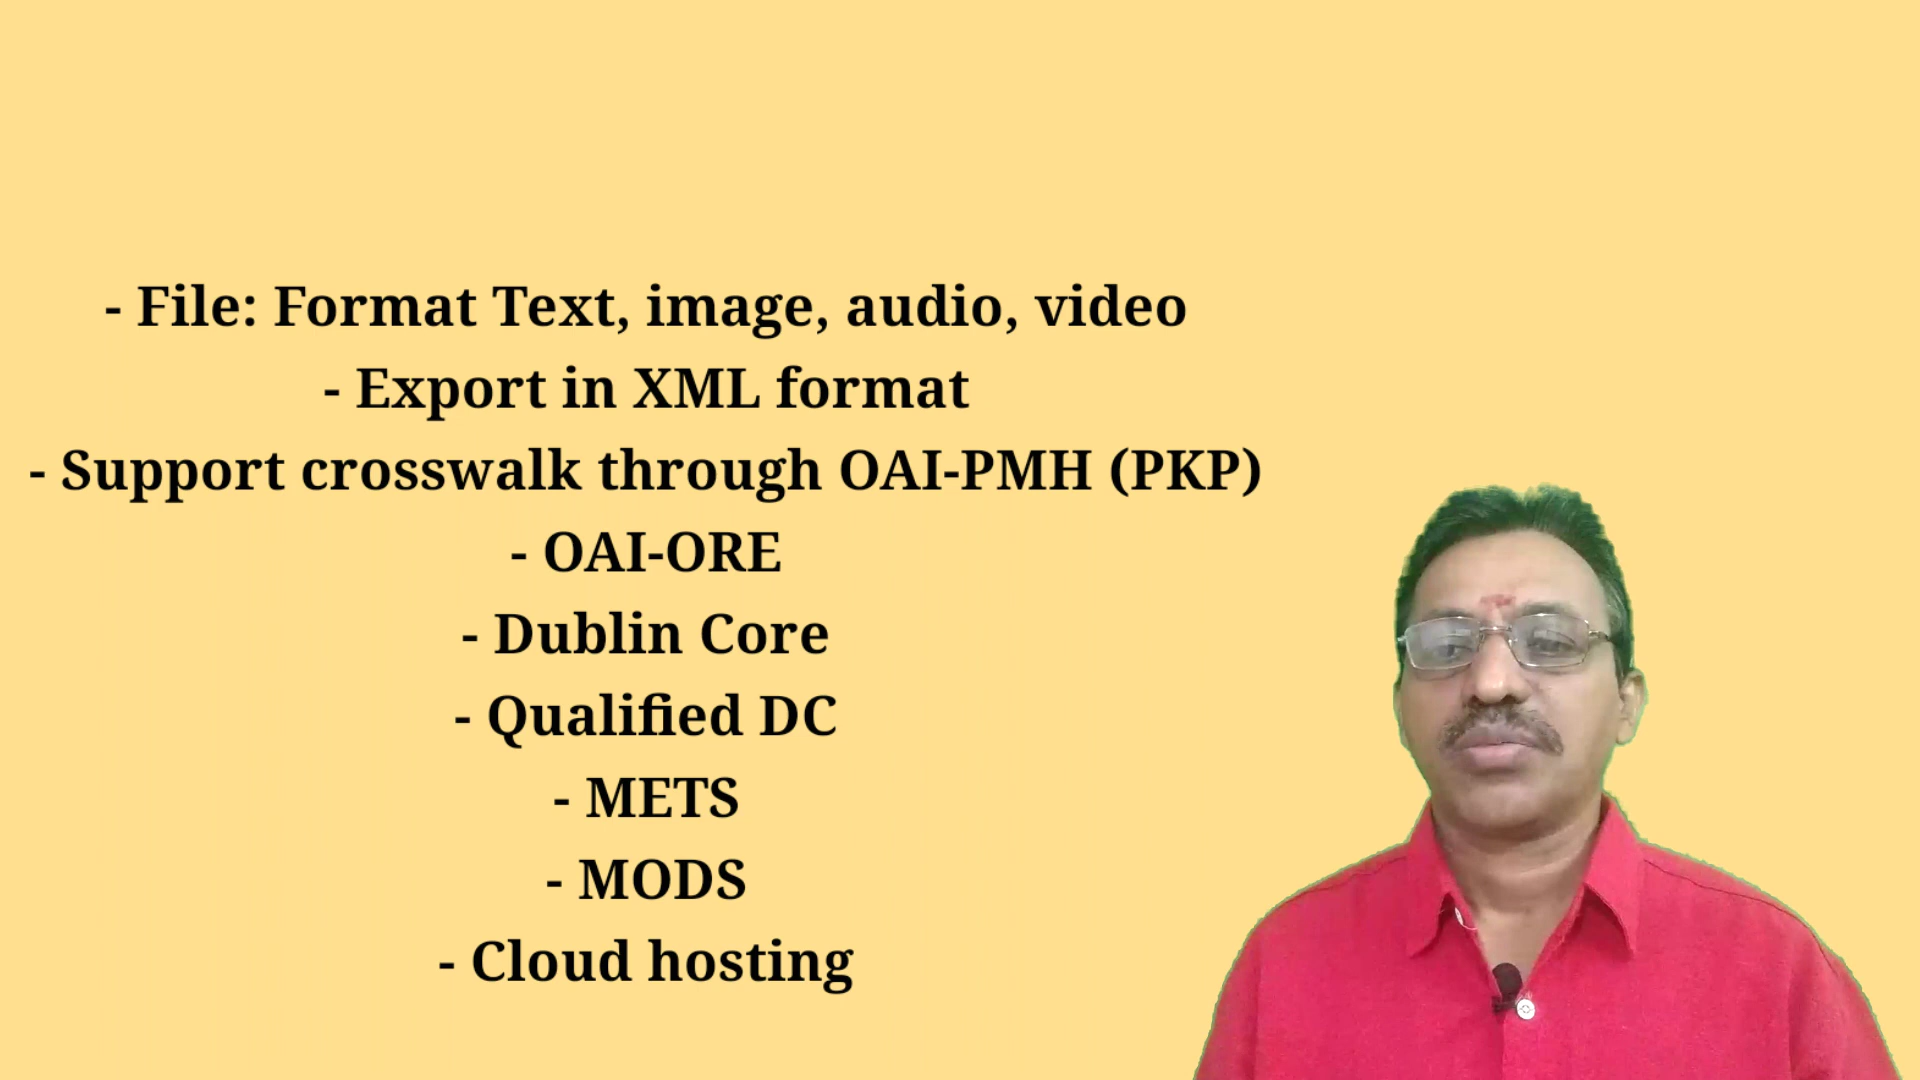 - File: Format Text, image, audio, video
- Export in XML format
- Support crosswalk through OAI-PMH (PKP)
- OAI-ORE
- Dublin Core
- Qualified DC
- METS
- MODS
- Cloud hosting